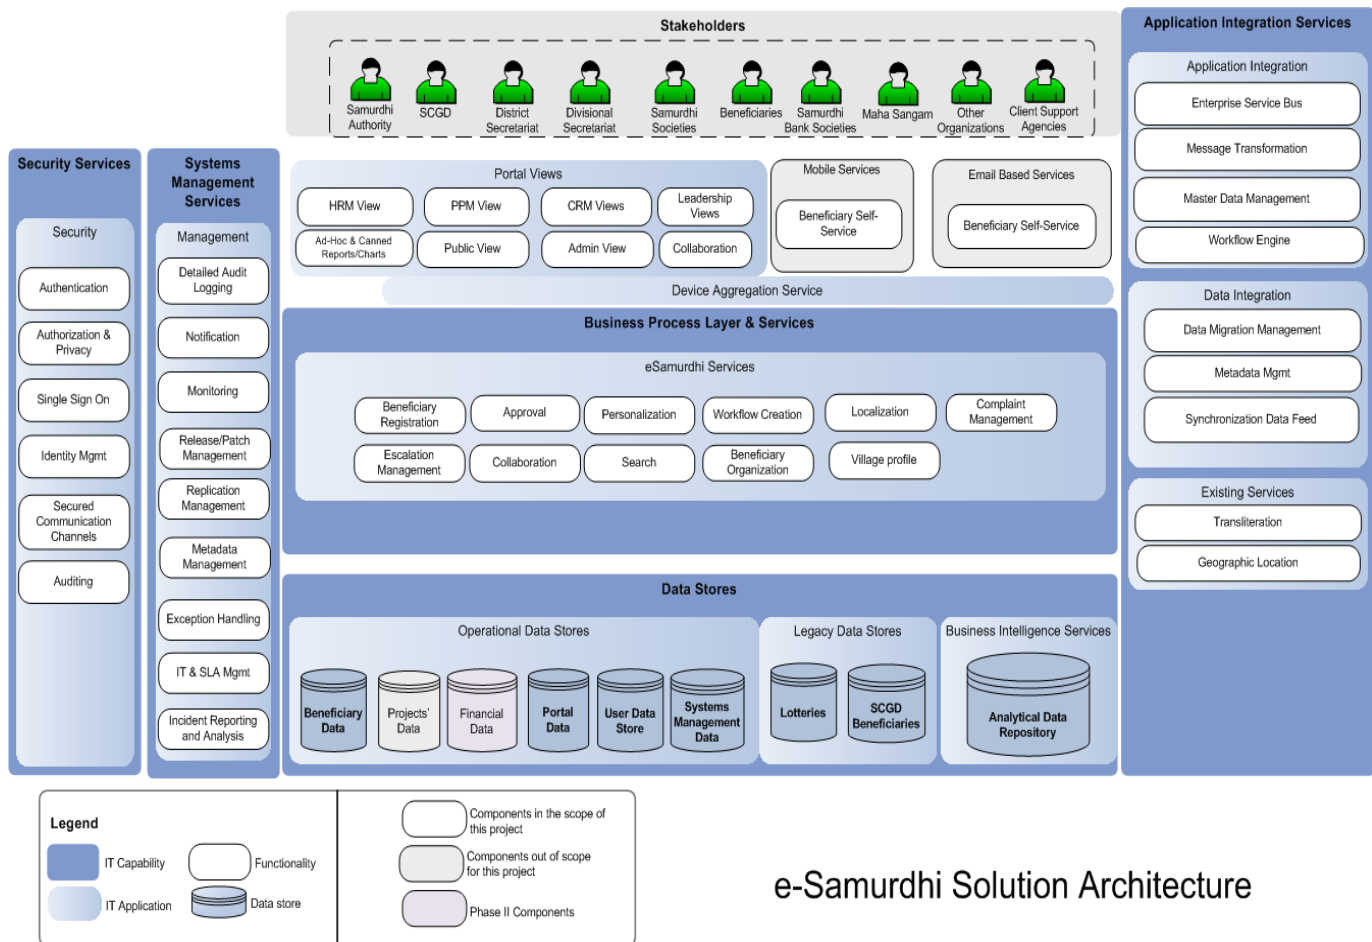 Stakeholders
Samurdhi
Authority
SCGD
District
Secretariat
Divisional
Secretariat
Samurdhi
Societies
Beneficiaries
Samurdhi
Bank Societies
Maha Sangam
Other
Organizations
Client Support
Agencies
Security Services
Security
Authentication
Authorization &
Privacy
Single Sign On
Identity Mgmt
Secured
Communication
Channels
Auditing
Systems
Management
Services
Management
Detailed Audit
Logging
Notification
Monitoring
Release/Patch
Management
Replication
Management
Metadata
Management
Exception Handling
IT & SLA Mgmt
Incident Reporting
and Analysis
Portal Views
HRM View
PPM View
CRM Views
Leadership
Views
Ad-Hoc & Canned
Reports/Charts
Public View
Admin View
Collaboration
Mobile Services
Beneficiary Self-
Service
Email Based Services
Beneficiary Self-Service
Device Aggregation Service
Business Process Layer & Services
eSamurdhi Services
Beneficiary
Registration
Approval
Personalization
Workflow Creation
Localization
Complaint
Management
Escalation
Management
Collaboration
Search
Beneficiary
Organization
Village profile
Data Stores
Operational Data Stores
Beneficiary
Data
Projects'
Data
Financial
Data
Portal
Data
User Data
Store
Systems
Management
Data
Legacy Data Stores
Lotteries
SCGD
Beneficiaries
Business Intelligence Services
Analytical Data
Repository
Application Integration Services
Application Integration
Enterprise Service Bus
Message Transformation
Master Data Management
Workflow Engine
Data Integration
Data Migration Management
Metadata Mgmt
Synchronization Data Feed
Existing Services
Transliteration
Geographic Location
Legend
IT Capability
Functionality
IT Application
Data store
Components in the scope of
this project
Components out of scope
for this project
Phase II Components
e-Samurdhi Solution Architecture